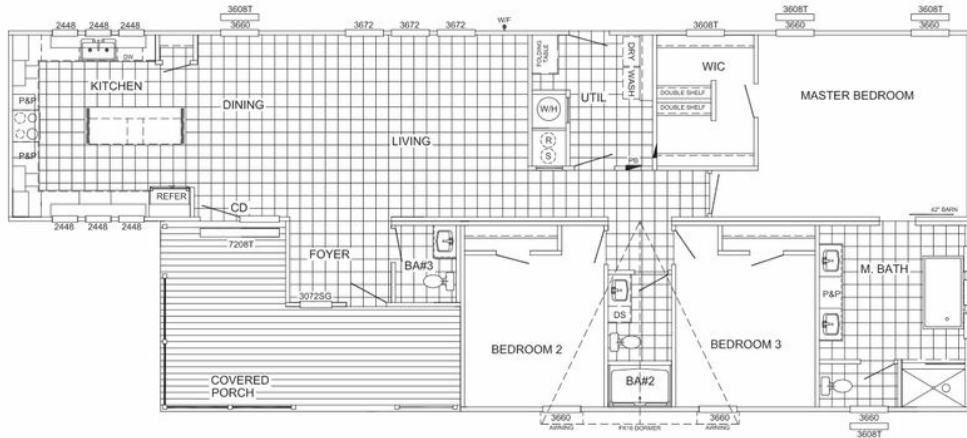 3608T
3608T
3608T
2448 2448 2448
3660
3672 3672 3672
W/F
3608T
3660
3660
DW
KITCHEN
P&P
P&P
DINING
LIVING
FOLDING TABLE
DRY
WASH
UTIL
W/H
R
S
PB
WIC
DOUBLE SHELF
DOUBLE SHELF
MASTER BEDROOM
REFER
CD
2448 2448 2448
7208T
42" BARN
FOYER
3072SG
BA#3
BEDROOM 2
DS
BA#2
BEDROOM 3
M. BATH
P&P
COVERED
PORCH
3660
AWNING
FX16 DORMER
3660
AWNING
3660
3608T